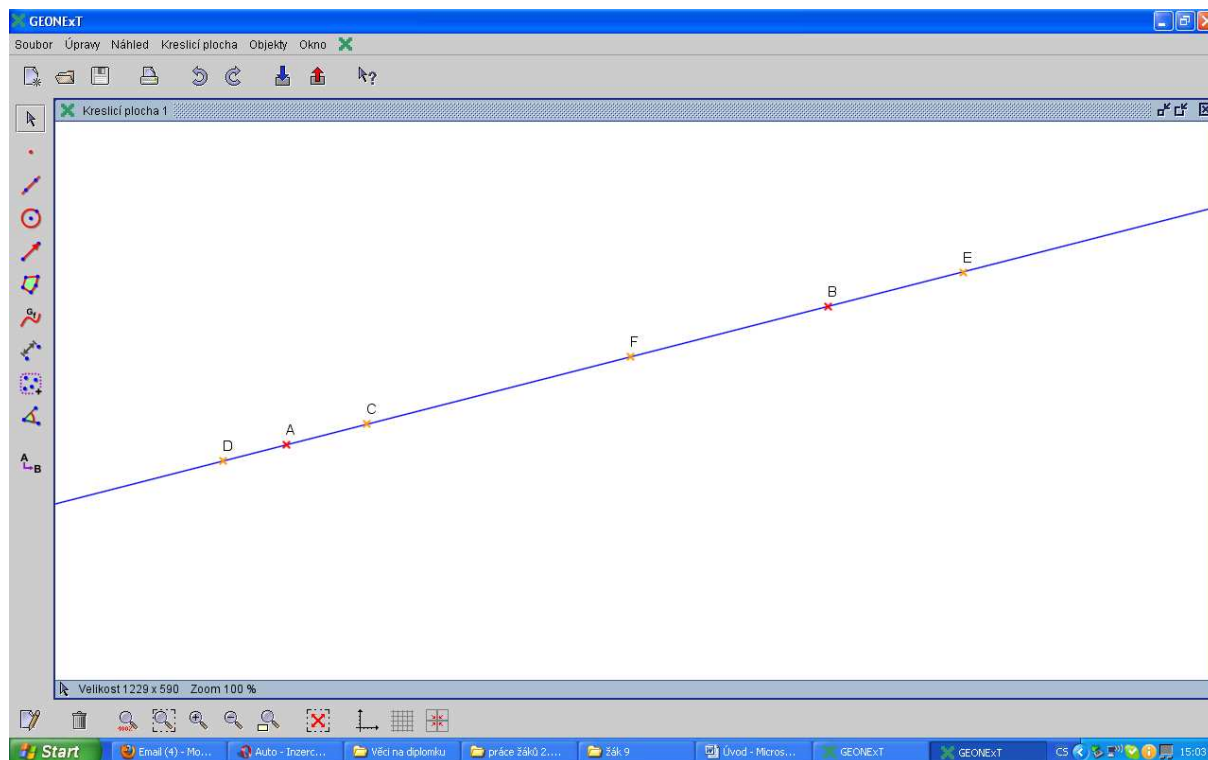 GEONExT
Soubor Úpravy Náhled Kreslicí plocha Objekty Okno
Kreslicí plocha 1
E
B
F
C
A
D
A
B
Velikost 1229 x 590 Zoom 100 %
Start Email (4) - Mo... Auto - Inzerc... Věci na diplomku práce žáků 2.... žák 9 Úvod - Micros... GEONExT GEONExT CS 15:03